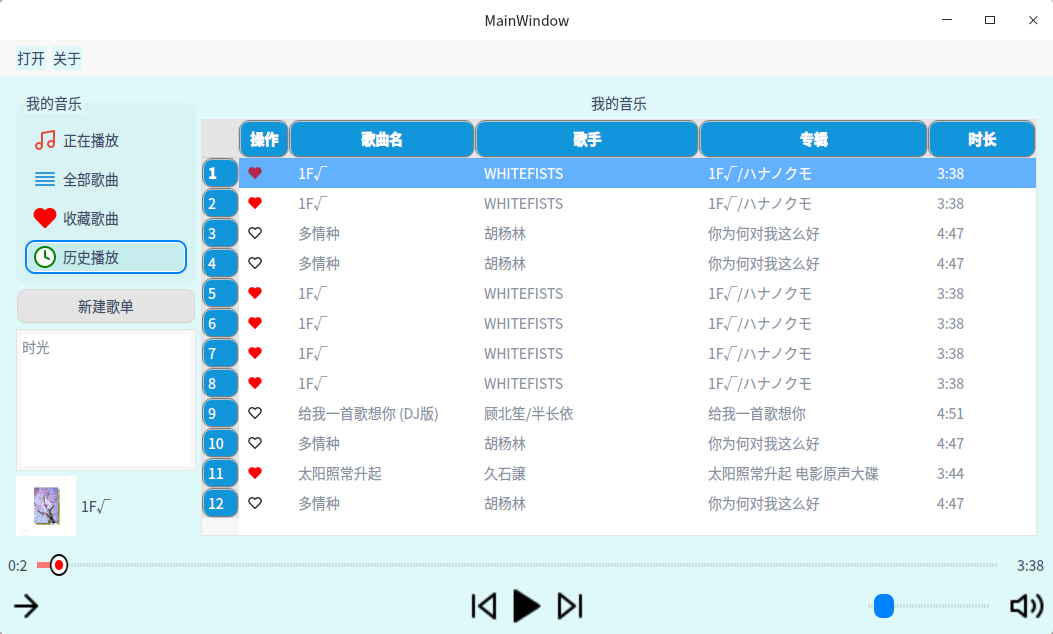 MainWindow
打开 关于
我的音乐
正在播放
全部歌曲
收藏歌曲
历史播放
新建歌单
时光
1F√
我的音乐
操作 歌曲名 歌手 专辑 时长
1 1F√ WHITEFISTS 1F√/ハナノクモ 3:38
2 1F√ WHITEFISTS 1F√/ハナノクモ 3:38
3 多情种 胡杨林 你为何对我这么好 4:47
4 多情种 胡杨林 你为何对我这么好 4:47
5 1F√ WHITEFISTS 1F√/ハナノクモ 3:38
6 1F√ WHITEFISTS 1F√/ハナノクモ 3:38
7 1F√ WHITEFISTS 1F√/ハナノクモ 3:38
8 1F√ WHITEFISTS 1F√/ハナノクモ 3:38
9 给我一首歌想你 (DJ版) 顾北笙/半长依 给我一首歌想你 4:51
10 多情种 胡杨林 你为何对我这么好 4:47
11 太阳照常升起 久石譲 太阳照常升起 电影原声大碟 3:44
12 多情种 胡杨林 你为何对我这么好 4:47
0:2 3:38